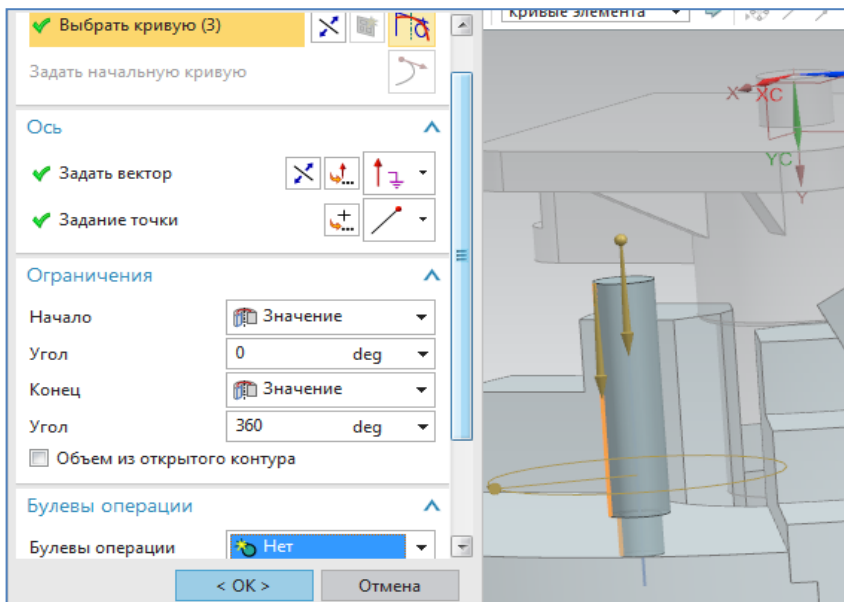 Выбрать кривую (3)
Задать начальную кривую
Ось
Задать вектор
Задание точки
Ограничения
Начало
Значение
Угол
0 deg
Конец
Значение
Угол
360 deg
Объем из открытого контура
Булевы операции
Булевы операции
Нет
< ОК >
Отмена
кривые элемента
X
XC
YC
Y